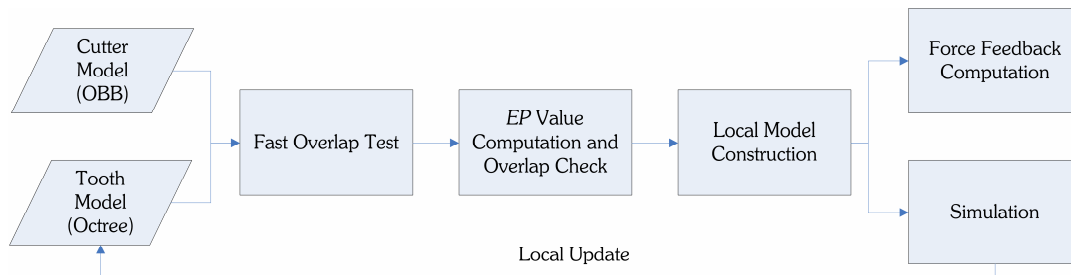 Cutter
Model
(OBB)
Tooth
Model
(Octree)
Fast Overlap Test
EP Value
Computation and
Overlap Check
Local Model
Construction
Force Feedback
Computation
Simulation
Local Update